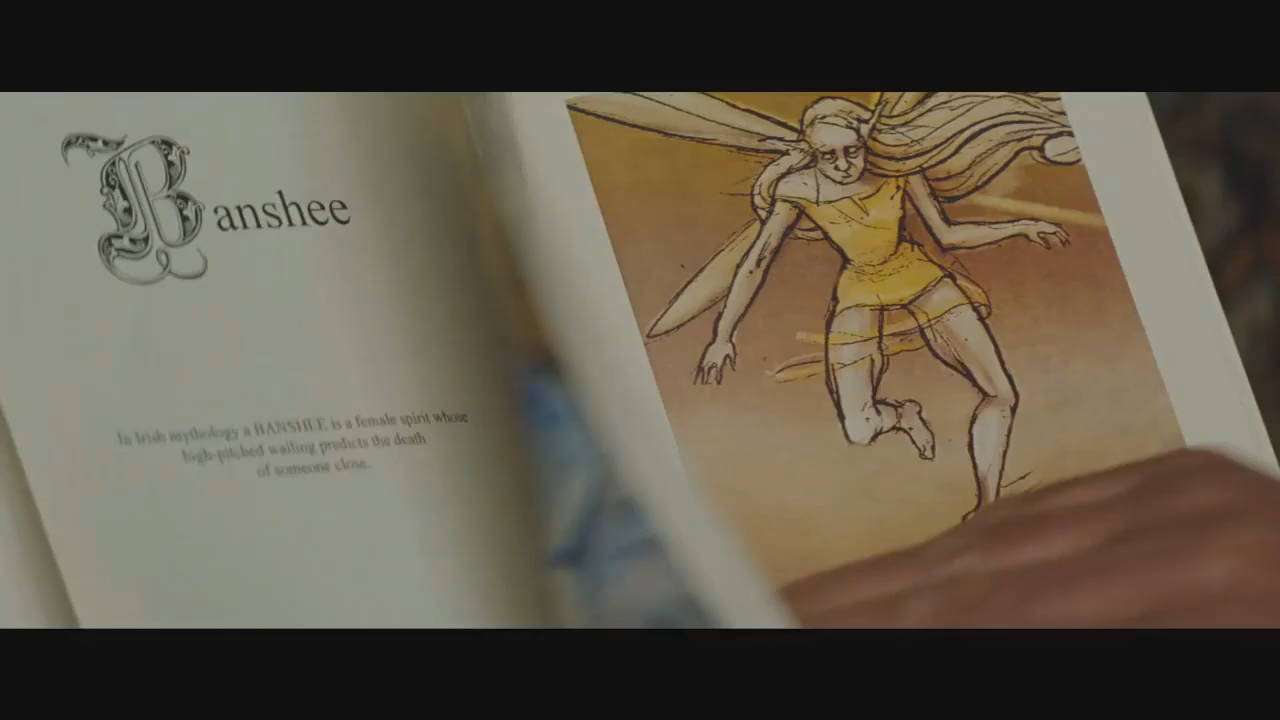 Banshee
In Irish mythology a BANSHEE is a female spirit whose
high-pitched wailing predicts the death
of someone close.